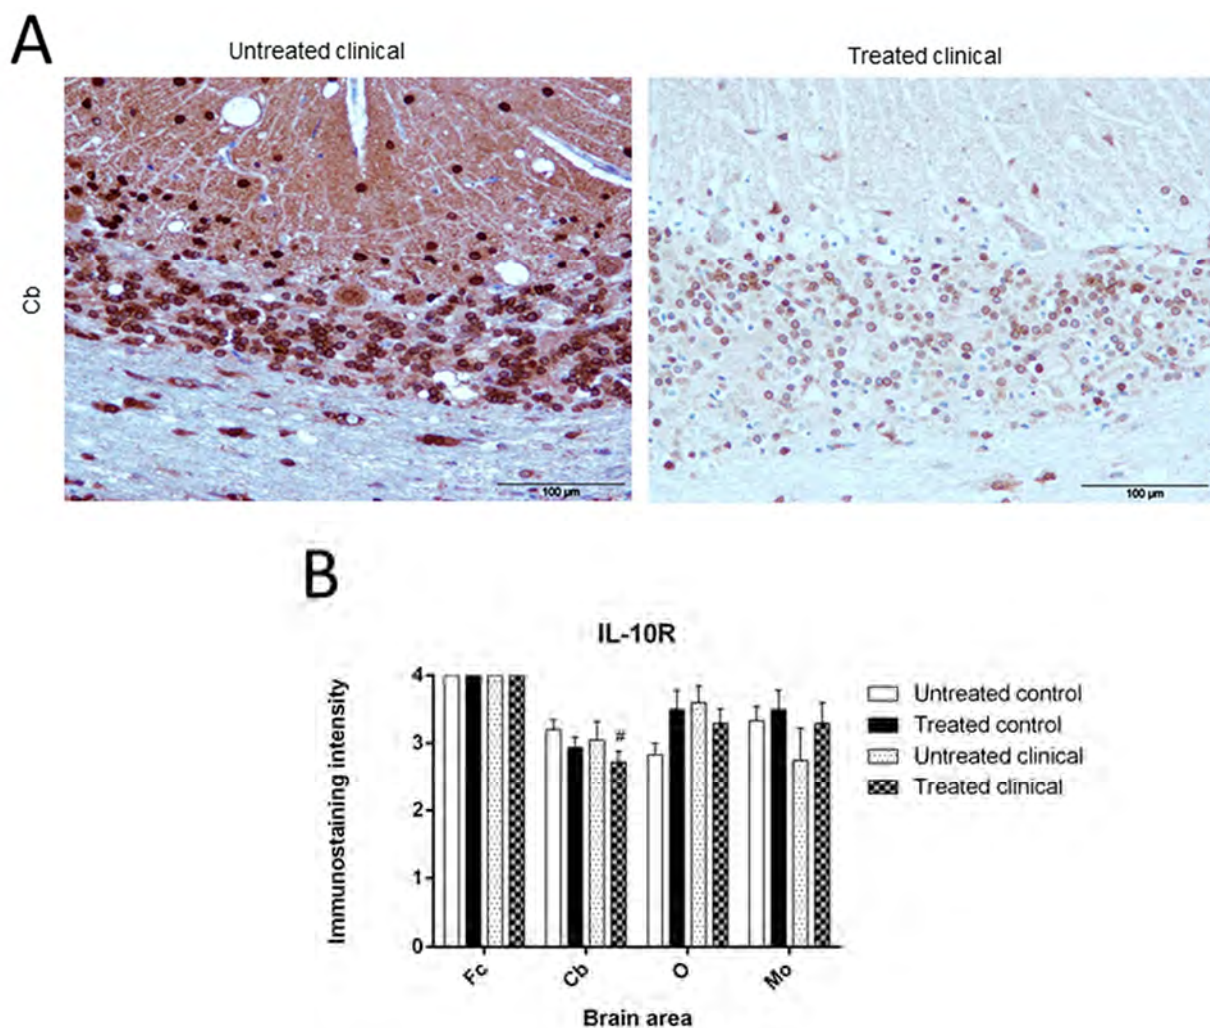 A
Untreated clinical
Treated clinical
Cb
100 µm
100 µm
B
IL-10R
Immunostaining intensity
4
3
2
1
0
#
Fc
Cb
O
Mo
Brain area
Untreated control
Treated control
Untreated clinical
Treated clinical